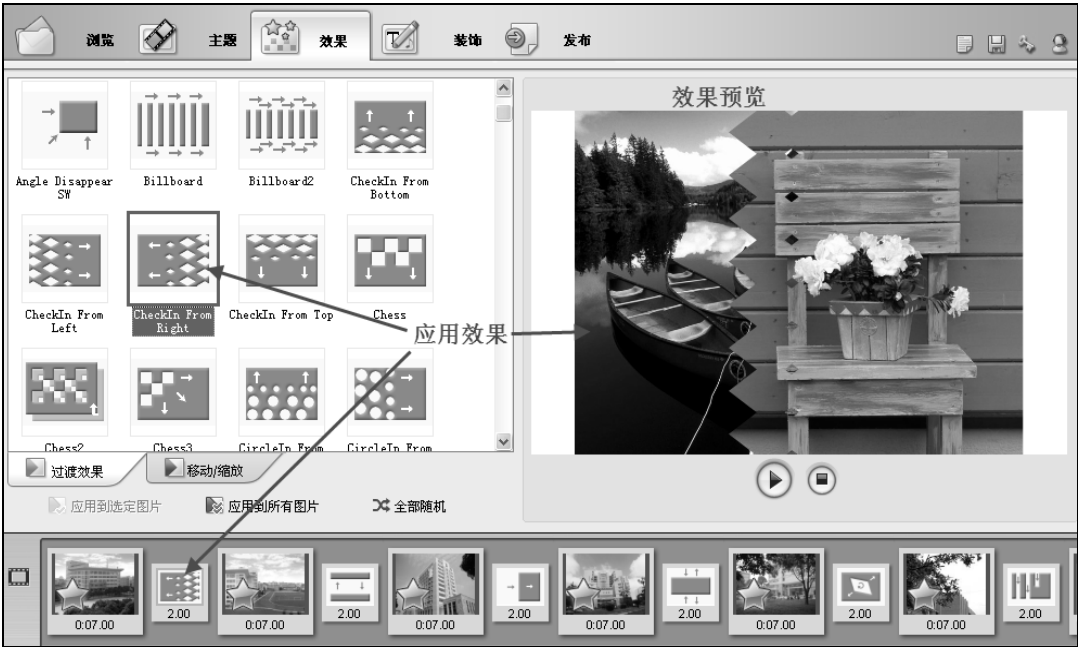 浏览 主题 效果 装饰 发布
效果预览
Angle Disappear SW
Billboard
Billboard2
CheckIn From Bottom
CheckIn From Left
CheckIn From Right
CheckIn From Top
Chess
应用效果
Chess2
Chess3
CircleIn From
CircleIn From
过渡效果 移动/缩放
应用到选定图片 应用到所有图片 全部随机
2.00 2.00 2.00 2.00 2.00 2.00
0:07.00 0:07.00 0:07.00 0:07.00 0:07.00 0:07.00